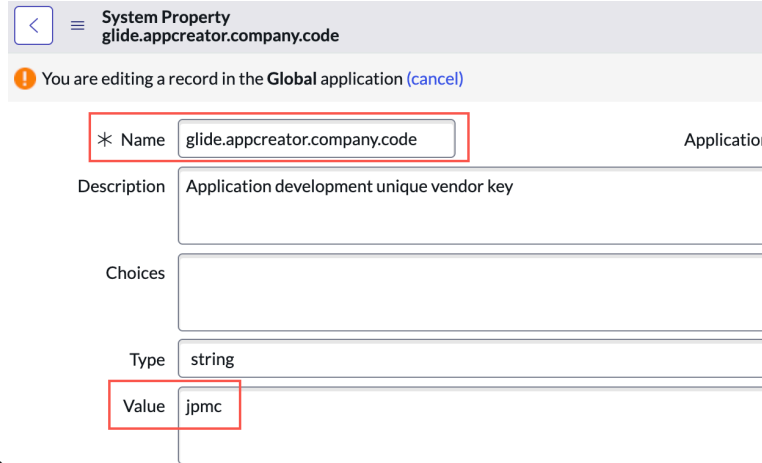 System Property
glide.appcreator.company.code
You are editing a record in the Global application (cancel)
Name glide.appcreator.company.code
Description Application development unique vendor key
Choices
Type string
Value jpmc